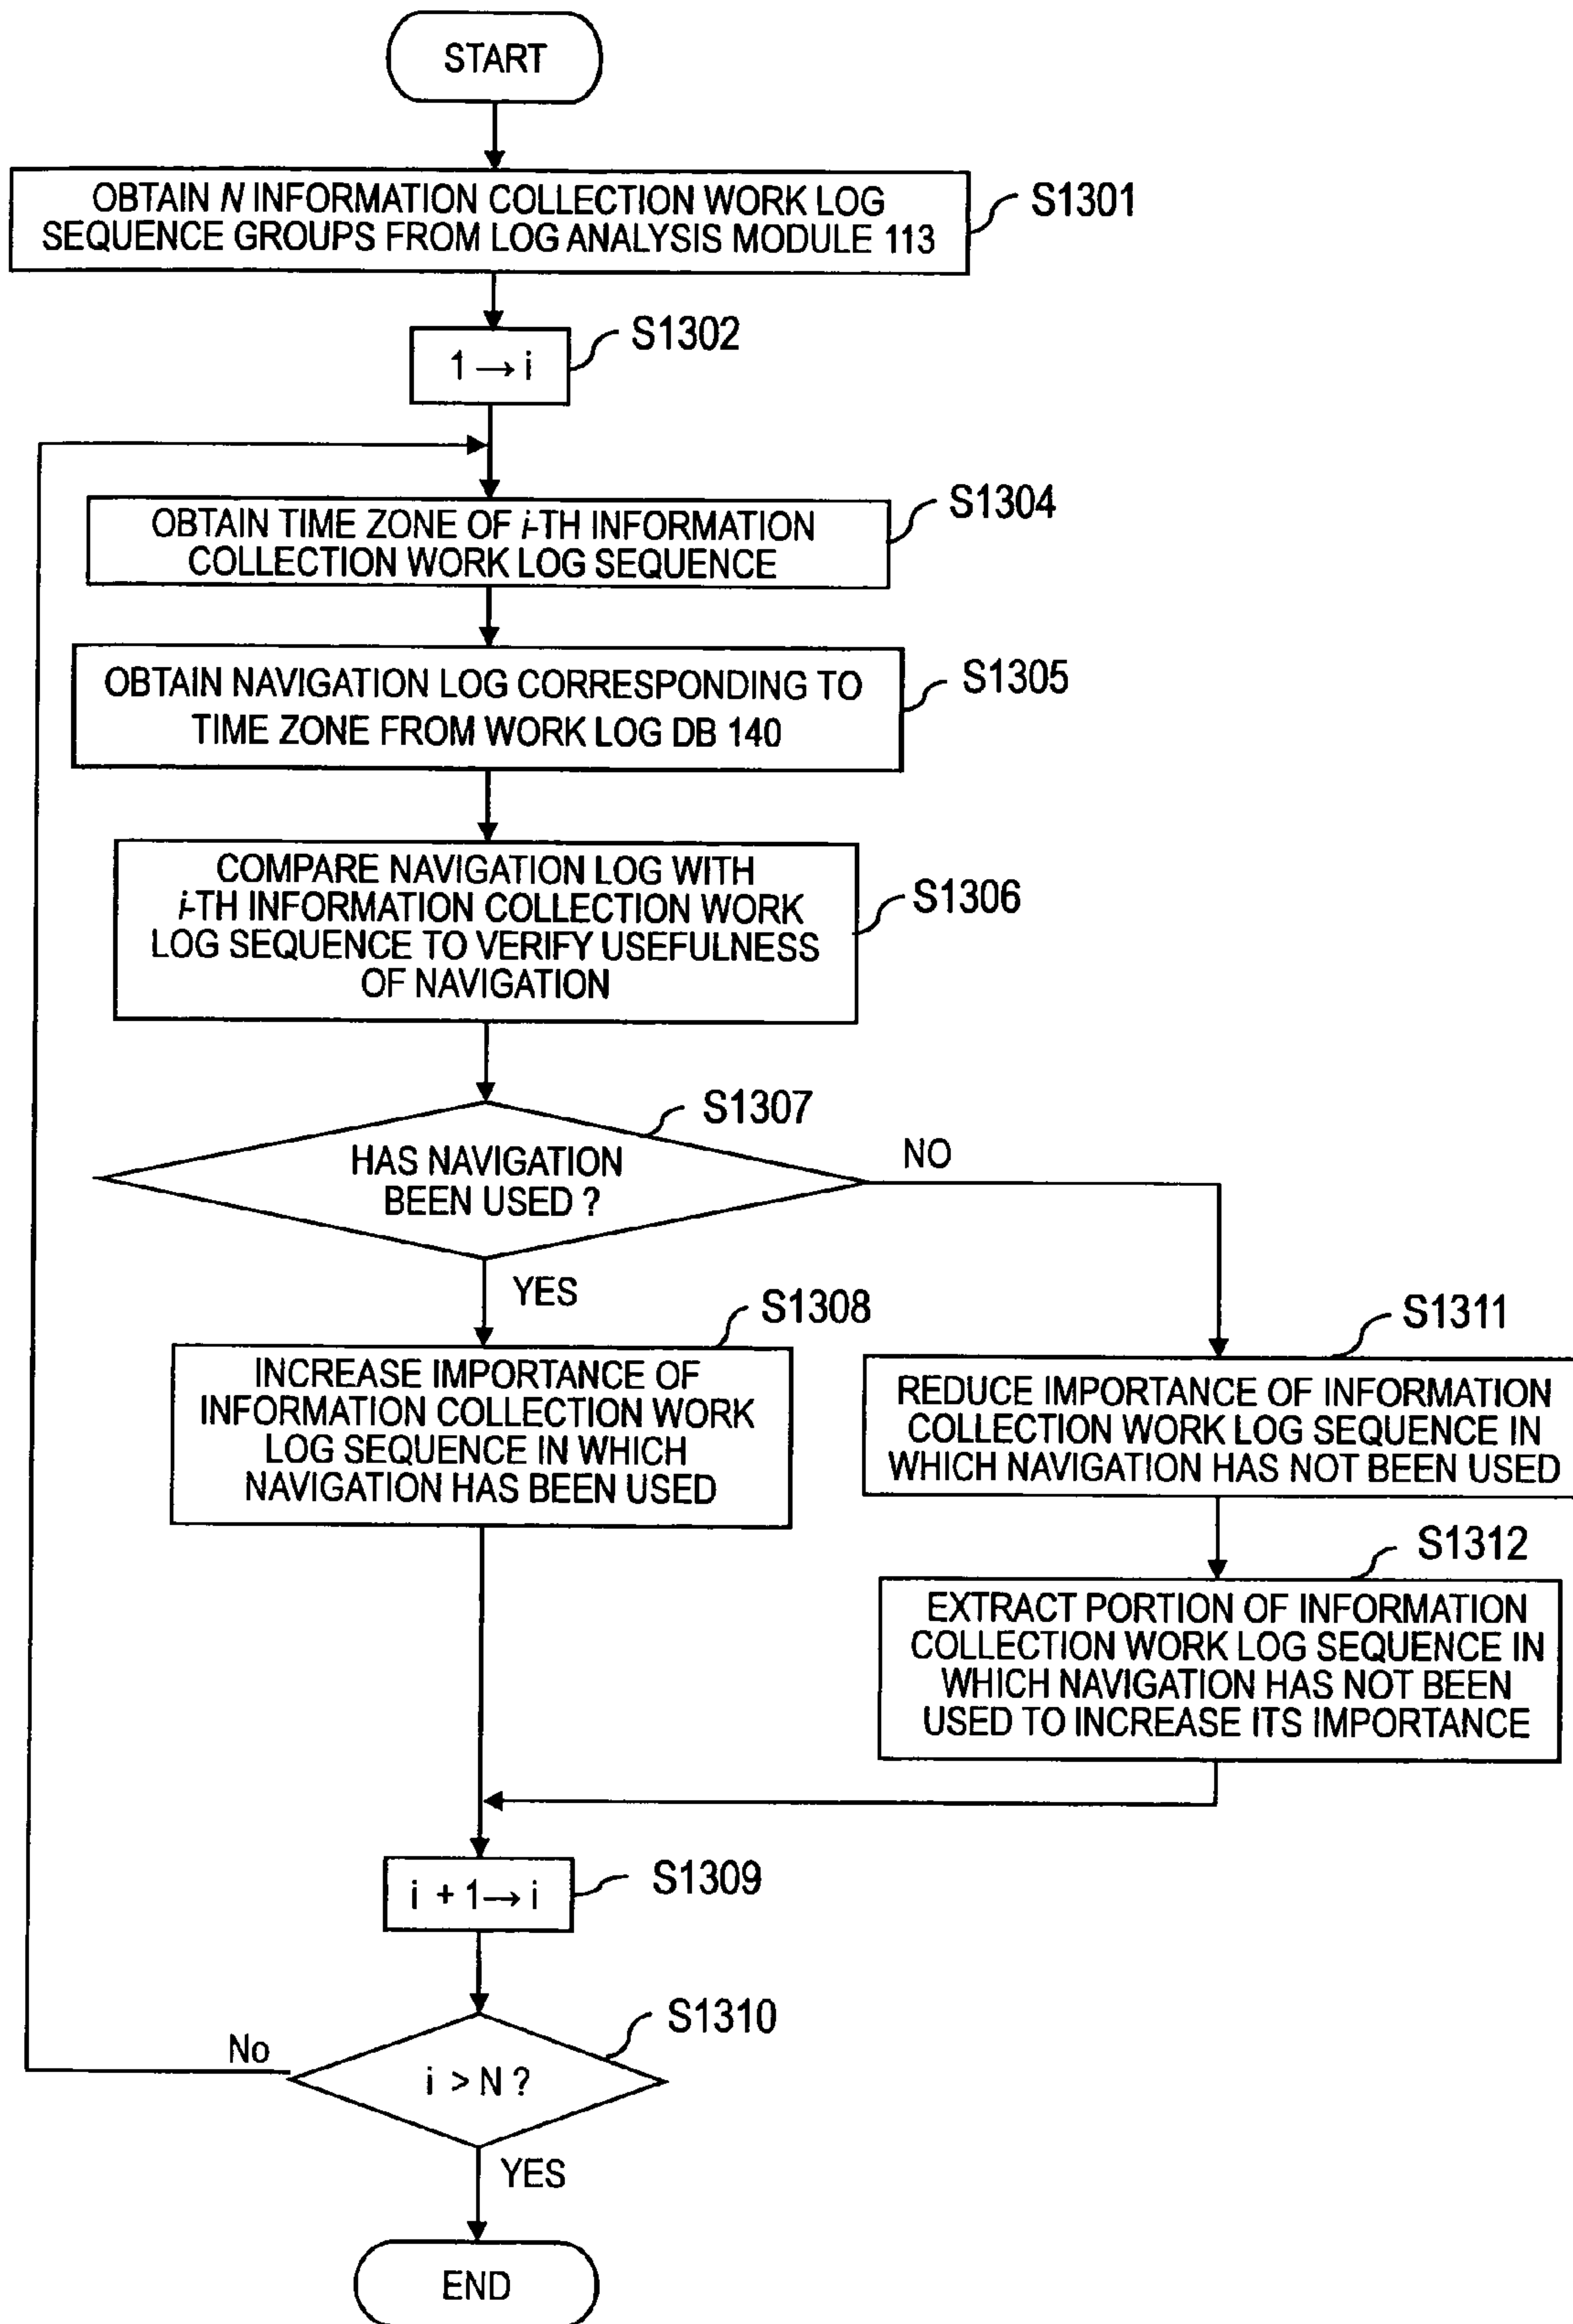 START
OBTAIN N INFORMATION COLLECTION WORK LOG
SEQUENCE GROUPS FROM LOG ANALYSIS MODULE 113
S1301
1 → i
S1302
OBTAIN TIME ZONE OF i-TH INFORMATION
COLLECTION WORK LOG SEQUENCE
S1304
OBTAIN NAVIGATION LOG CORRESPONDING TO
TIME ZONE FROM WORK LOG DB 140
S1305
COMPARE NAVIGATION LOG WITH
i-TH INFORMATION COLLECTION WORK
LOG SEQUENCE TO VERIFY USEFULNESS
OF NAVIGATION
S1306
HAS NAVIGATION
BEEN USED ?
S1307
NO
YES
INCREASE IMPORTANCE OF
INFORMATION COLLECTION WORK
LOG SEQUENCE IN WHICH
NAVIGATION HAS BEEN USED
S1308
REDUCE IMPORTANCE OF INFORMATION
COLLECTION WORK LOG SEQUENCE IN
WHICH NAVIGATION HAS NOT BEEN USED
S1311
EXTRACT PORTION OF INFORMATION
COLLECTION WORK LOG SEQUENCE IN
WHICH NAVIGATION HAS NOT BEEN
USED TO INCREASE ITS IMPORTANCE
S1312
i + 1 → i
S1309
i > N ?
S1310
No
YES
END